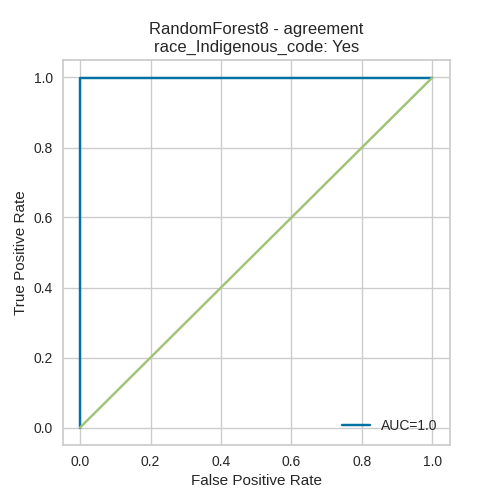 RandomForest8 - agreement
race_Indigenous_code: Yes
1.0
0.8
0.6
0.4
0.2
0.0
True Positive Rate
AUC=1.0
0.0 0.2 0.4 0.6 0.8 1.0
False Positive Rate